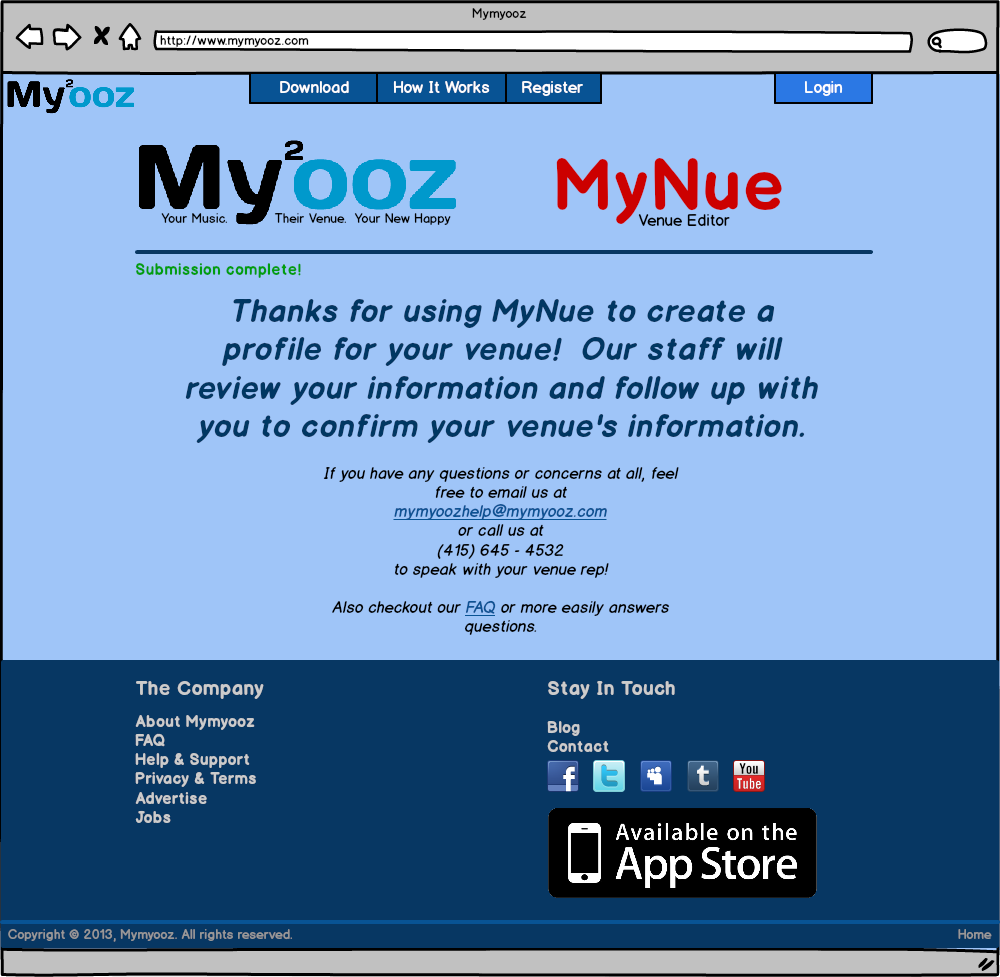 Mymyooz
http://www.mymyooz.com
My²ooz
Download How It Works Register Login
My²ooz MyNue
Your Music. Their Venue. Your New Happy Venue Editor
Submission complete!
Thanks for using MyNue to create a
profile for your venue! Our staff will
review your information and follow up with
you to confirm your venue's information.
If you have any questions or concerns at all, feel
free to email us at
mymyoozhelp@mymyooz.com
or call us at
(415) 645 - 4532
to speak with your venue rep!
Also checkout our FAQ or more easily answers
questions.
The Company
About Mymyooz
FAQ
Help & Support
Privacy & Terms
Advertise
Jobs
Stay In Touch
Blog
Contact
f t t You
Tube
Available on the
App Store
Copyright © 2013, Mymyooz. All rights reserved. Home